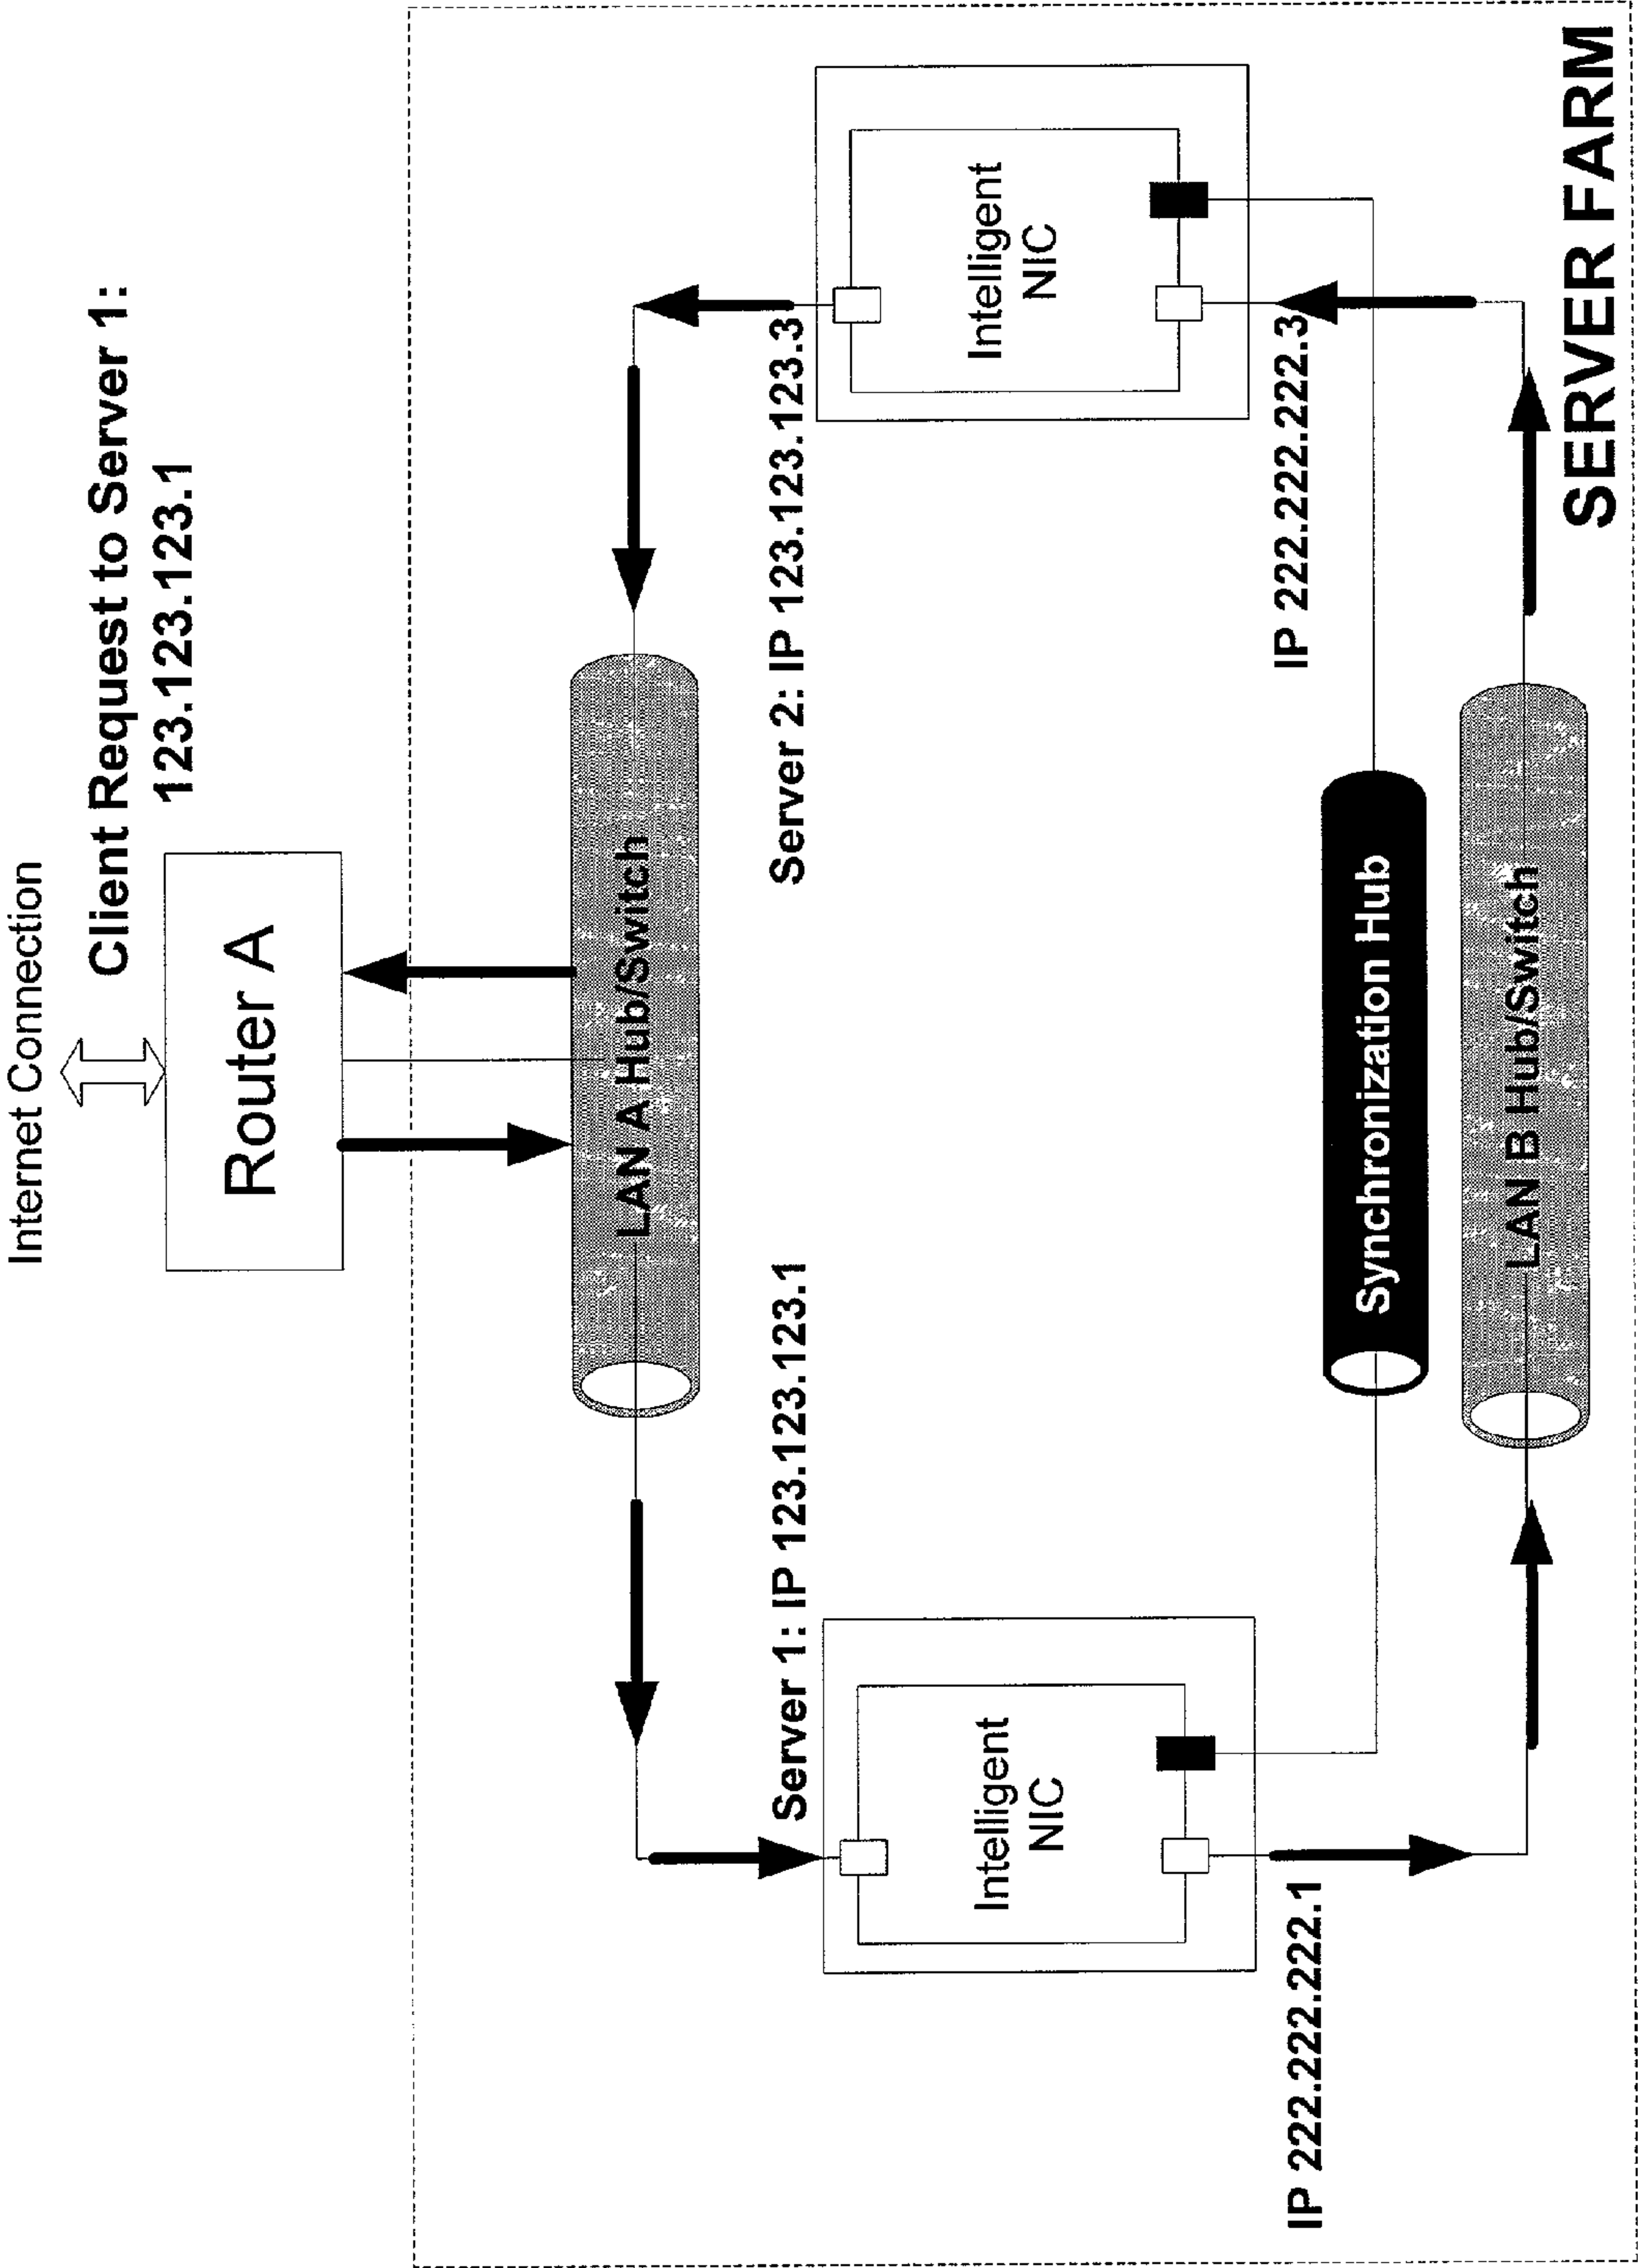 Internet Connection
Client Request to Server 1:
123.123.123.1
Router A
LAN A Hub/Switch
Server 1: IP 123.123.123.1
Server 2: IP 123.123.123.3
Intelligent
NIC
Intelligent
NIC
IP 222.222.222.1
IP 222.222.222.3
Synchronization Hub
LAN B Hub/Switch
SERVER FARM